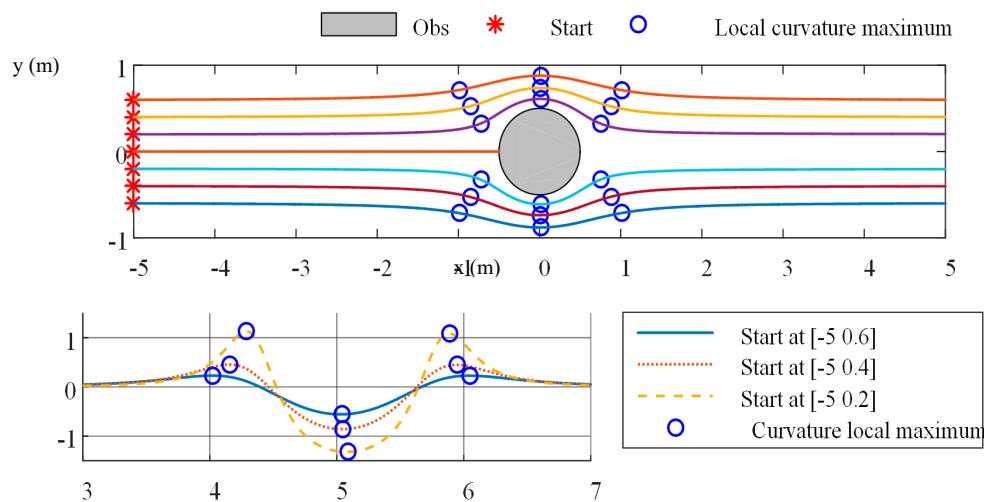 Obs Start Local curvature maximum
y (m)
1
0
-1
-5 -4 -3 -2 x (m) 0 1 2 3 4 5
1
0
-1
3 4 5 6 7
Start at [-5 0.6]
Start at [-5 0.4]
Start at [-5 0.2]
Curvature local maximum